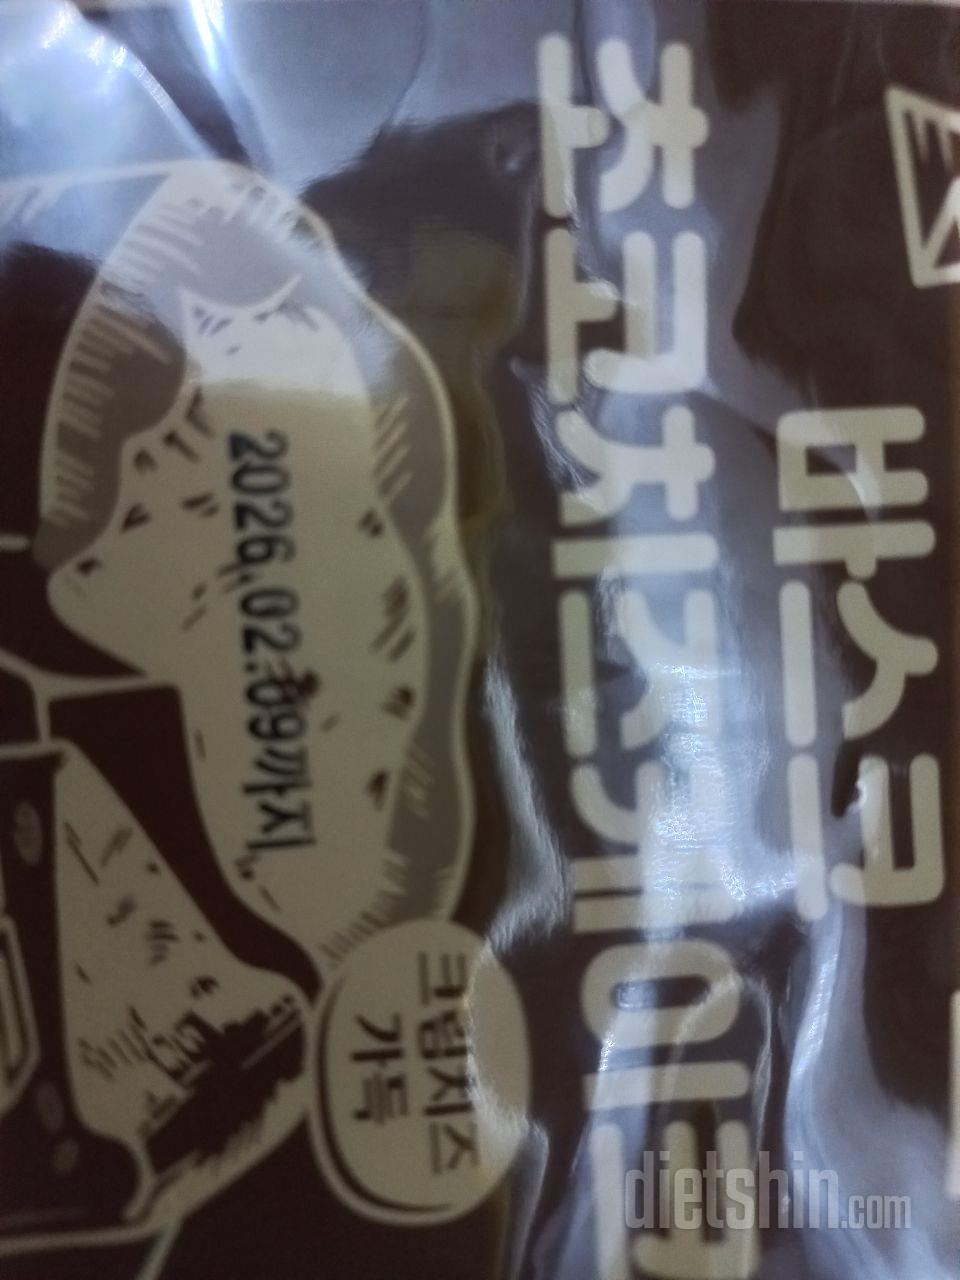 바스크
초코치즈케이크
크림치즈
가득
2026.02.09까지
dietshin.com